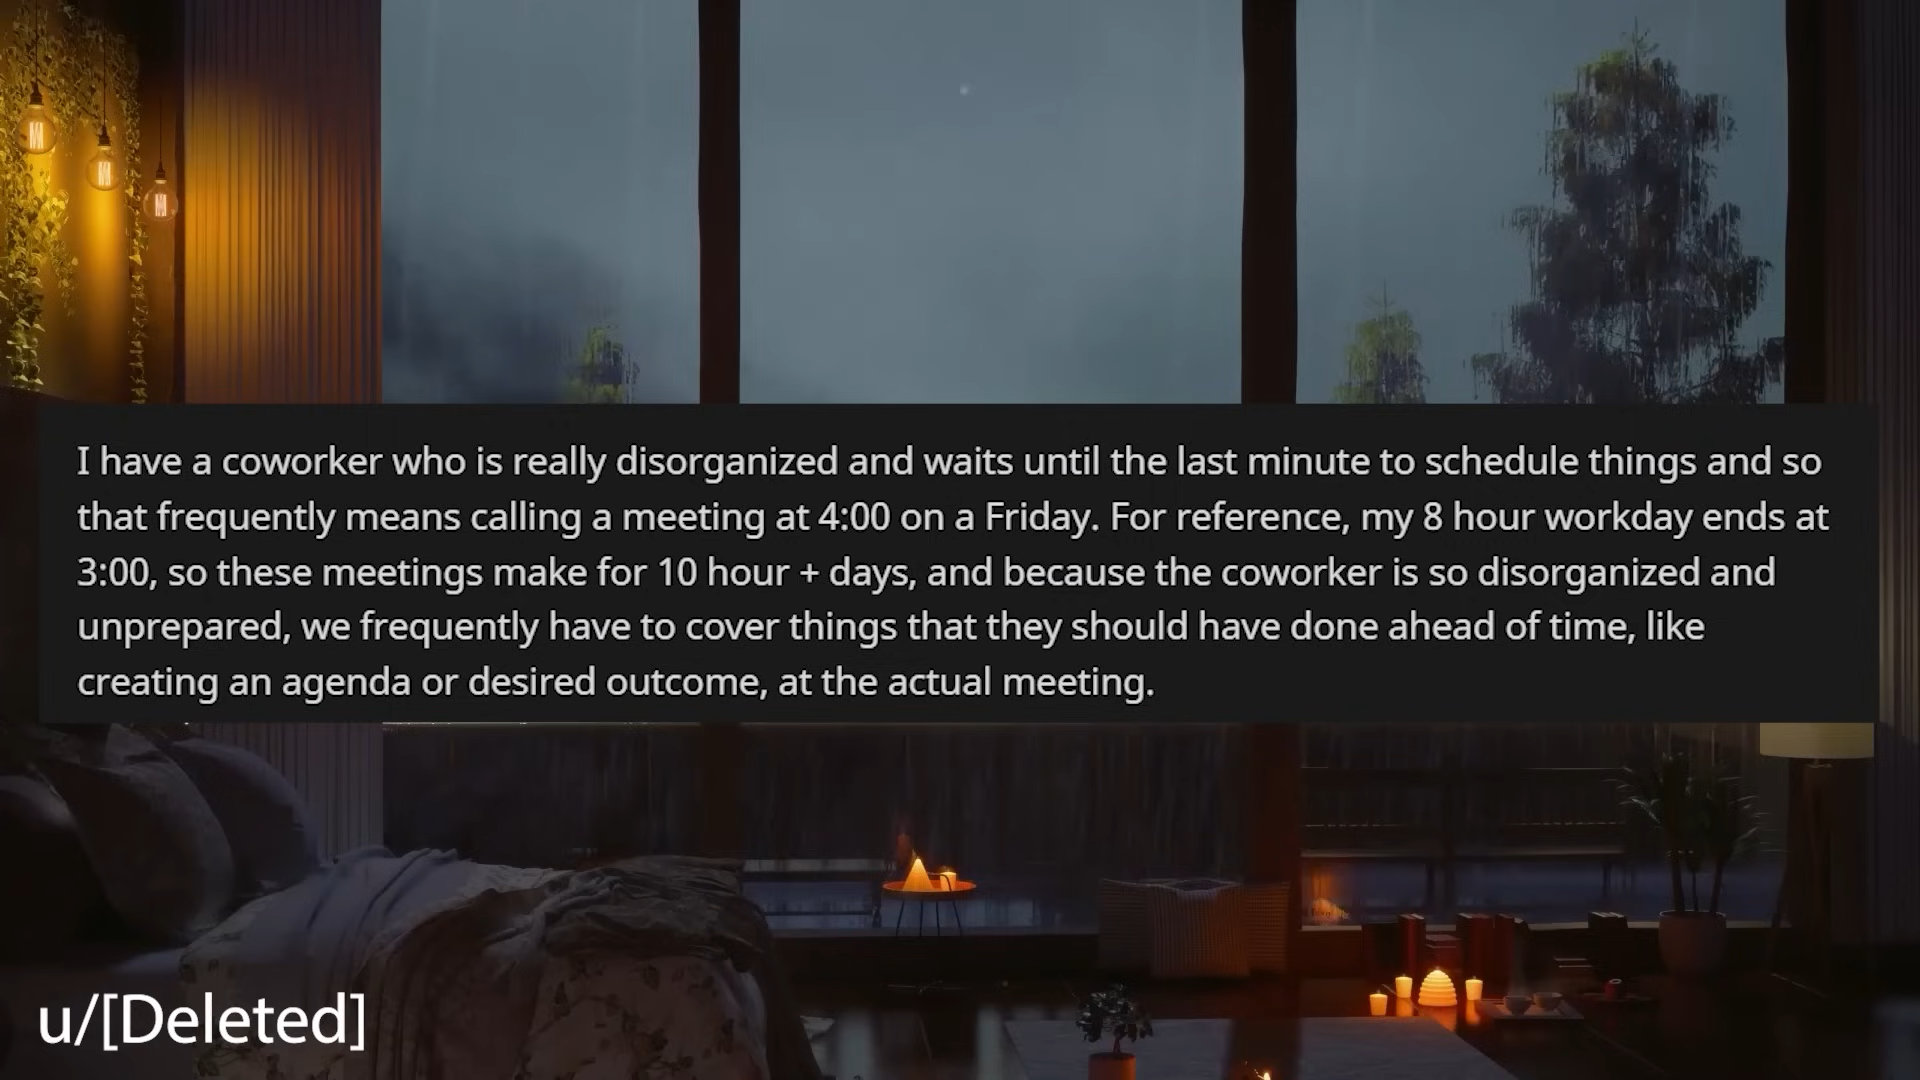 I have a coworker who is really disorganized and waits until the last minute to schedule things and so
that frequently means calling a meeting at 4:00 on a Friday. For reference, my 8 hour workday ends at
3:00, so these meetings make for 10 hour + days, and because the coworker is so disorganized and
unprepared, we frequently have to cover things that they should have done ahead of time, like
creating an agenda or desired outcome, at the actual meeting.
u/[Deleted]